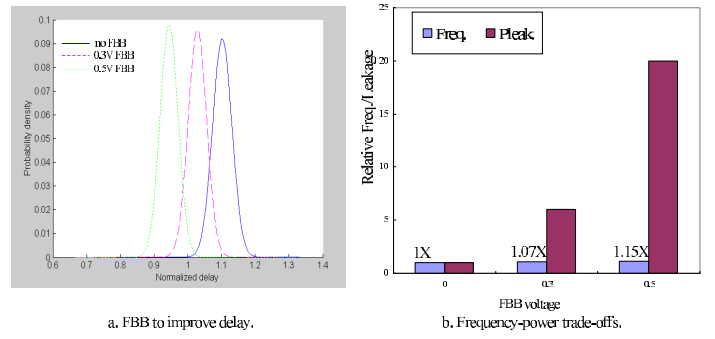 0.1
0.09
0.08
0.07
0.06
0.05
0.04
0.03
0.02
0.01
0
Probability density
no FBB
0.3V FBB
0.5V FBB
0.6 0.7 0.8 0.9 1 1.1 1.2 1.3 1.4
Normalized delay
a. FBB to improve delay.
Relative Freq./Leakage
25
20
15
10
5
0
Freq.
Pleak.
1X
1.07X
1.15X
0 0.3 0.5
FBB voltage
b. Frequency-power trade-offs.